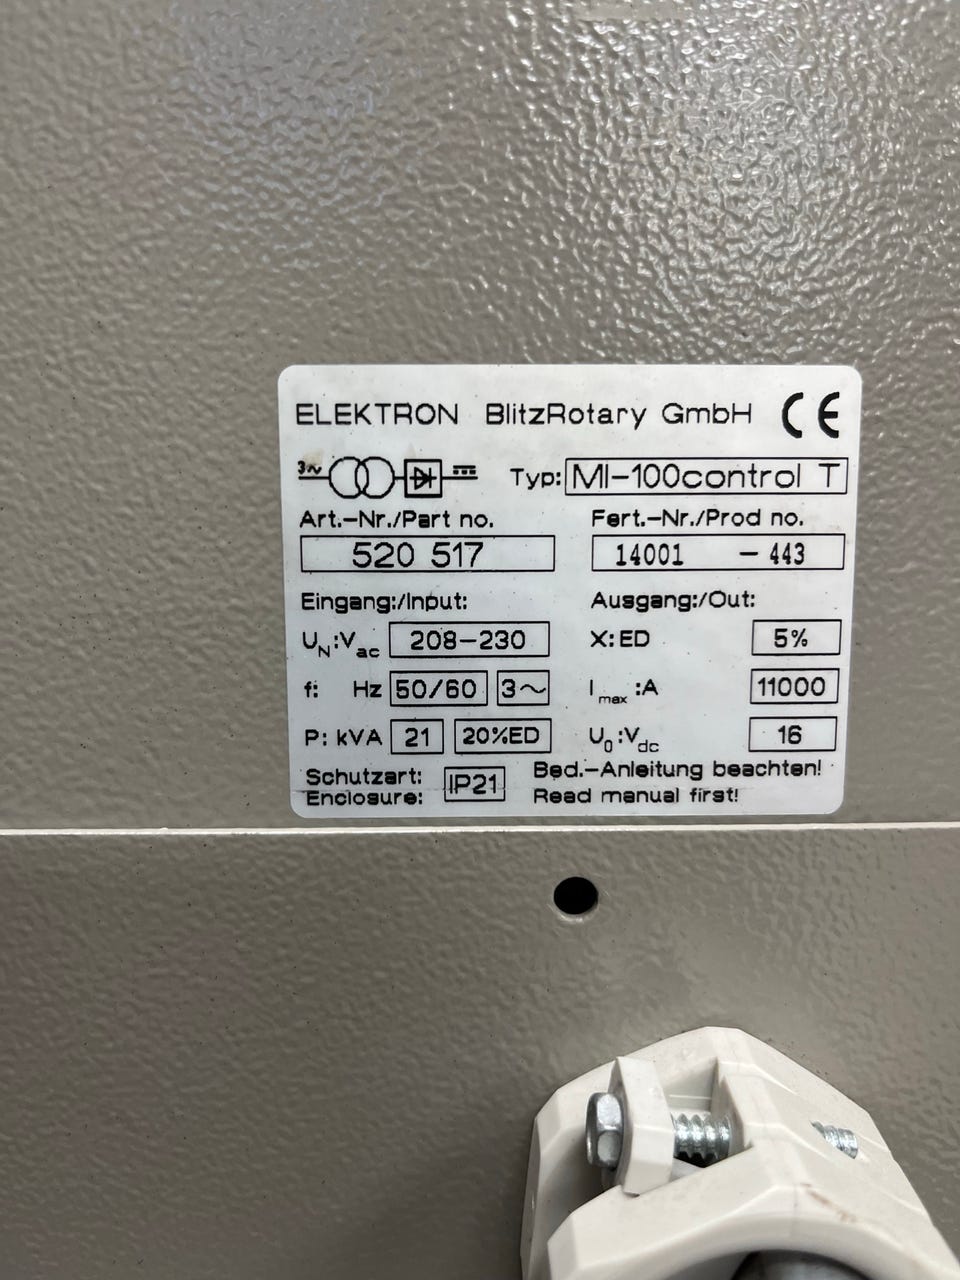 ELEKTRON BlitzRotary GmbH CE
3~ Typ: MI-100control T
Art.-Nr./Part no. Fert.-Nr./Prod no.
520 517 14001 - 443
Eingang:/Input: Ausgang:/Out:
UN:Vac 208-230 X:ED 5%
f: Hz 50/60 3~ Imax :A 11000
P: kVA 21 20%ED U0:Vdc 16
Schutzart: IP21 Bed.-Anleitung beachten!
Enclosure: Read manual first!